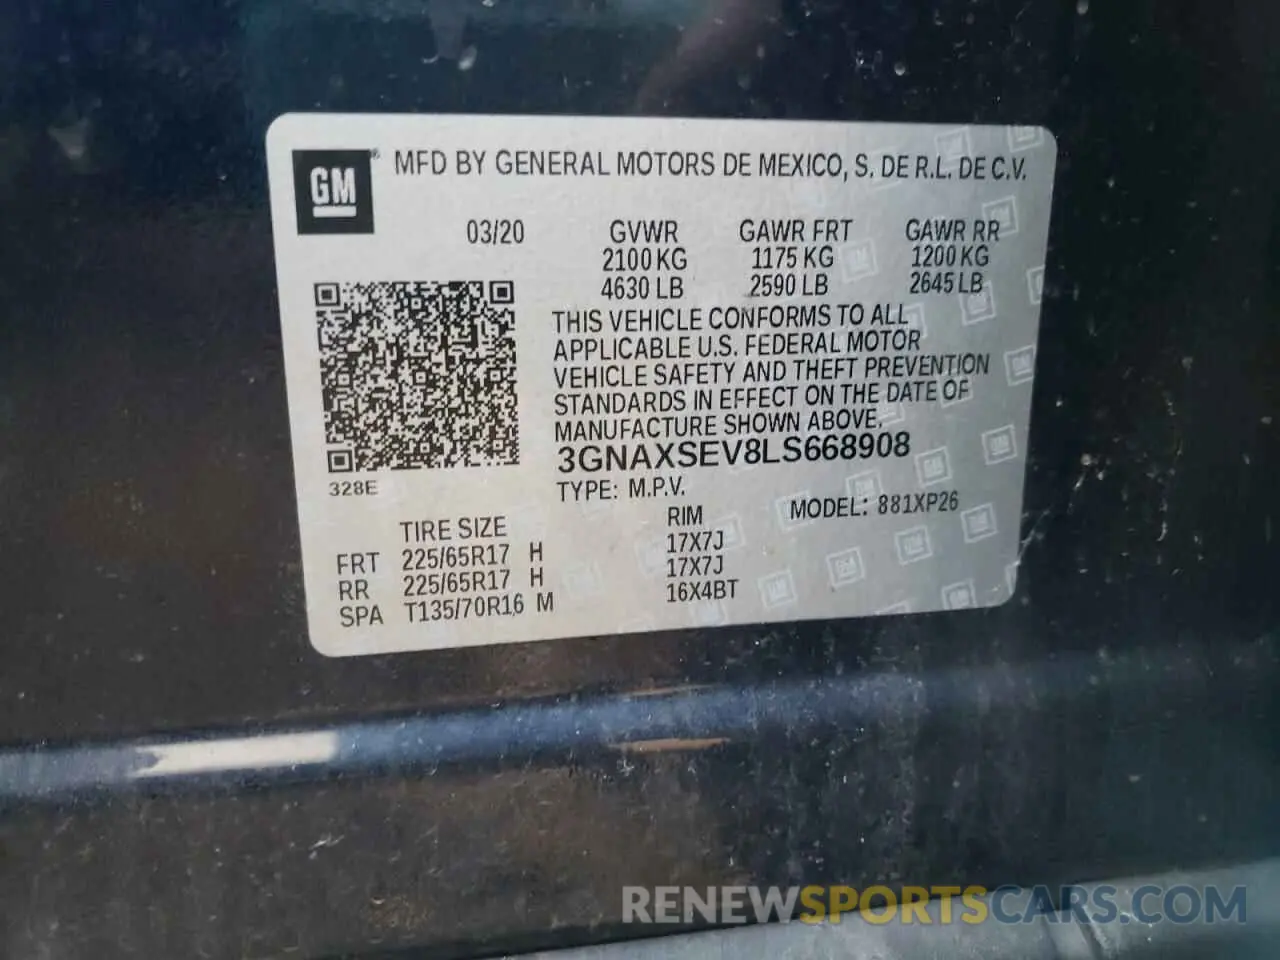 GM ® MFD BY GENERAL MOTORS DE MEXICO, S. DE R.L. DE C.V.
03/20 GVWR GAWR FRT GAWR RR
2100 KG 1175 KG 1200 KG
4630 LB 2590 LB 2645 LB
THIS VEHICLE CONFORMS TO ALL
APPLICABLE U.S. FEDERAL MOTOR
VEHICLE SAFETY AND THEFT PREVENTION
STANDARDS IN EFFECT ON THE DATE OF
MANUFACTURE SHOWN ABOVE.
3GNAXSEV8LS668908
328E
TYPE: M.P.V. MODEL: 881XP26
TIRE SIZE RIM
FRT 225/65R17 H 17X7J
RR 225/65R17 H 17X7J
SPA T135/70R16 M 16X4BT
RENEWSPORTSCARS.COM